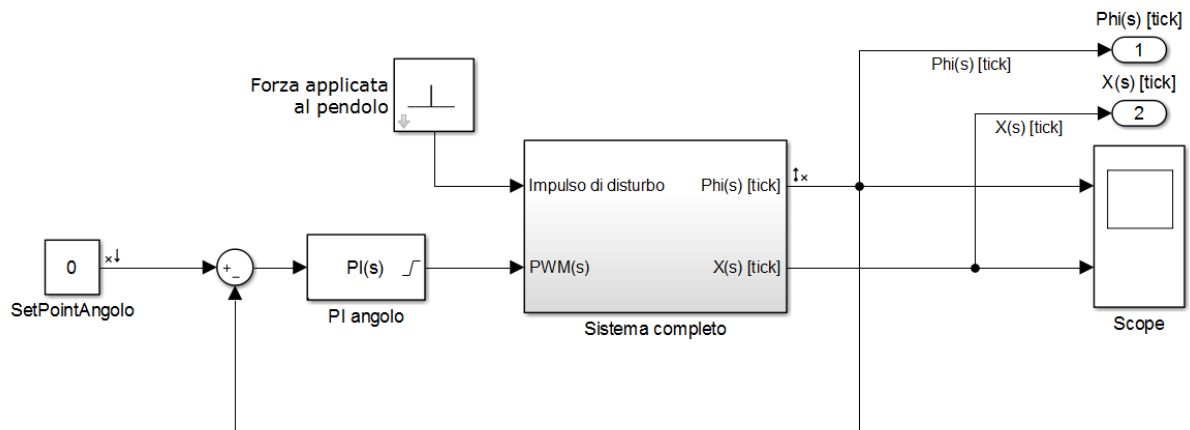 Phi(s) [tick]
1
Phi(s) [tick]
X(s) [tick]
2
X(s) [tick]
Forza applicata
al pendolo
Impulso di disturbo
Phi(s) [tick]
PWM(s)
X(s) [tick]
Sistema completo
0
SetPointAngolo
+
-
PI(s)
PI angolo
Scope